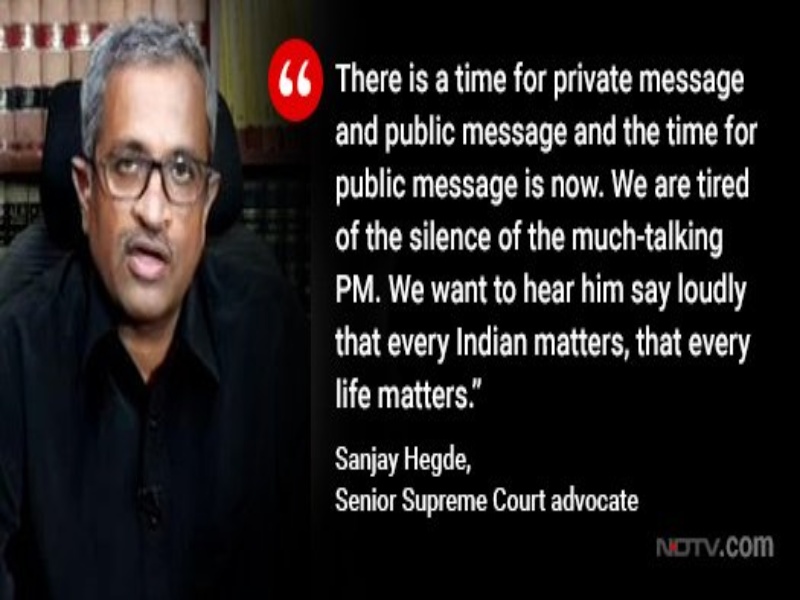 “
There is a time for private message
and public message and the time for
public message is now. We are tired
of the silence of the much-talking
PM. We want to hear him say loudly
that every Indian matters, that every
life matters.”
Sanjay Hegde,
Senior Supreme Court advocate
NDTV.com